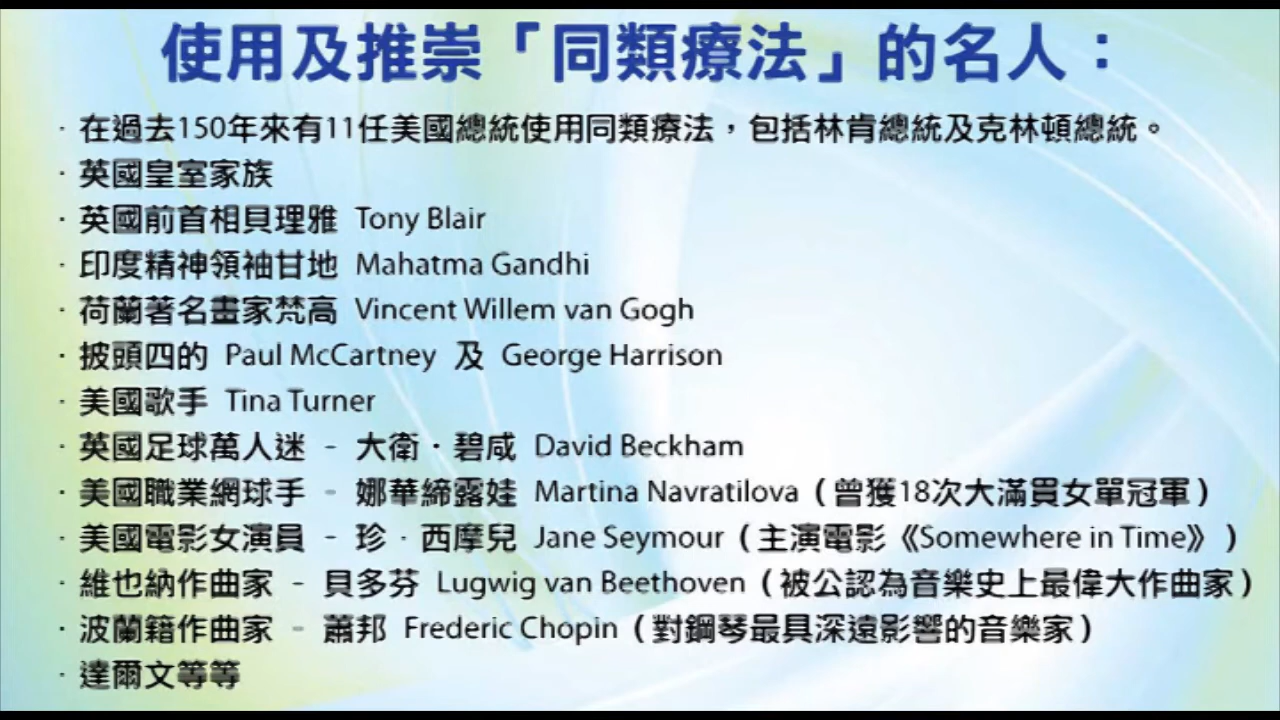 使用及推崇「同類療法」的名人：
· 在過去150年來有11任美國總統使用同類療法，包括林肯總統及克林頓總統。
· 英國皇室家族
· 英國前首相貝理雅 Tony Blair
· 印度精神領袖甘地 Mahatma Gandhi
· 荷蘭著名畫家梵高 Vincent Willem van Gogh
· 披頭四的 Paul McCartney 及 George Harrison
· 美國歌手 Tina Turner
· 英國足球萬人迷 - 大衛·碧咸 David Beckham
· 美國職業網球手 - 娜華締露娃 Martina Navratilova（曾獲18次大滿貫女單冠軍）
· 美國電影女演員 - 珍·西摩兒 Jane Seymour（主演電影《Somewhere in Time》）
· 維也納作曲家 - 貝多芬 Lugwig van Beethoven（被公認為音樂史上最偉大作曲家）
· 波蘭籍作曲家 - 蕭邦 Frederic Chopin（對鋼琴最具深遠影響的音樂家）
· 達爾文等等